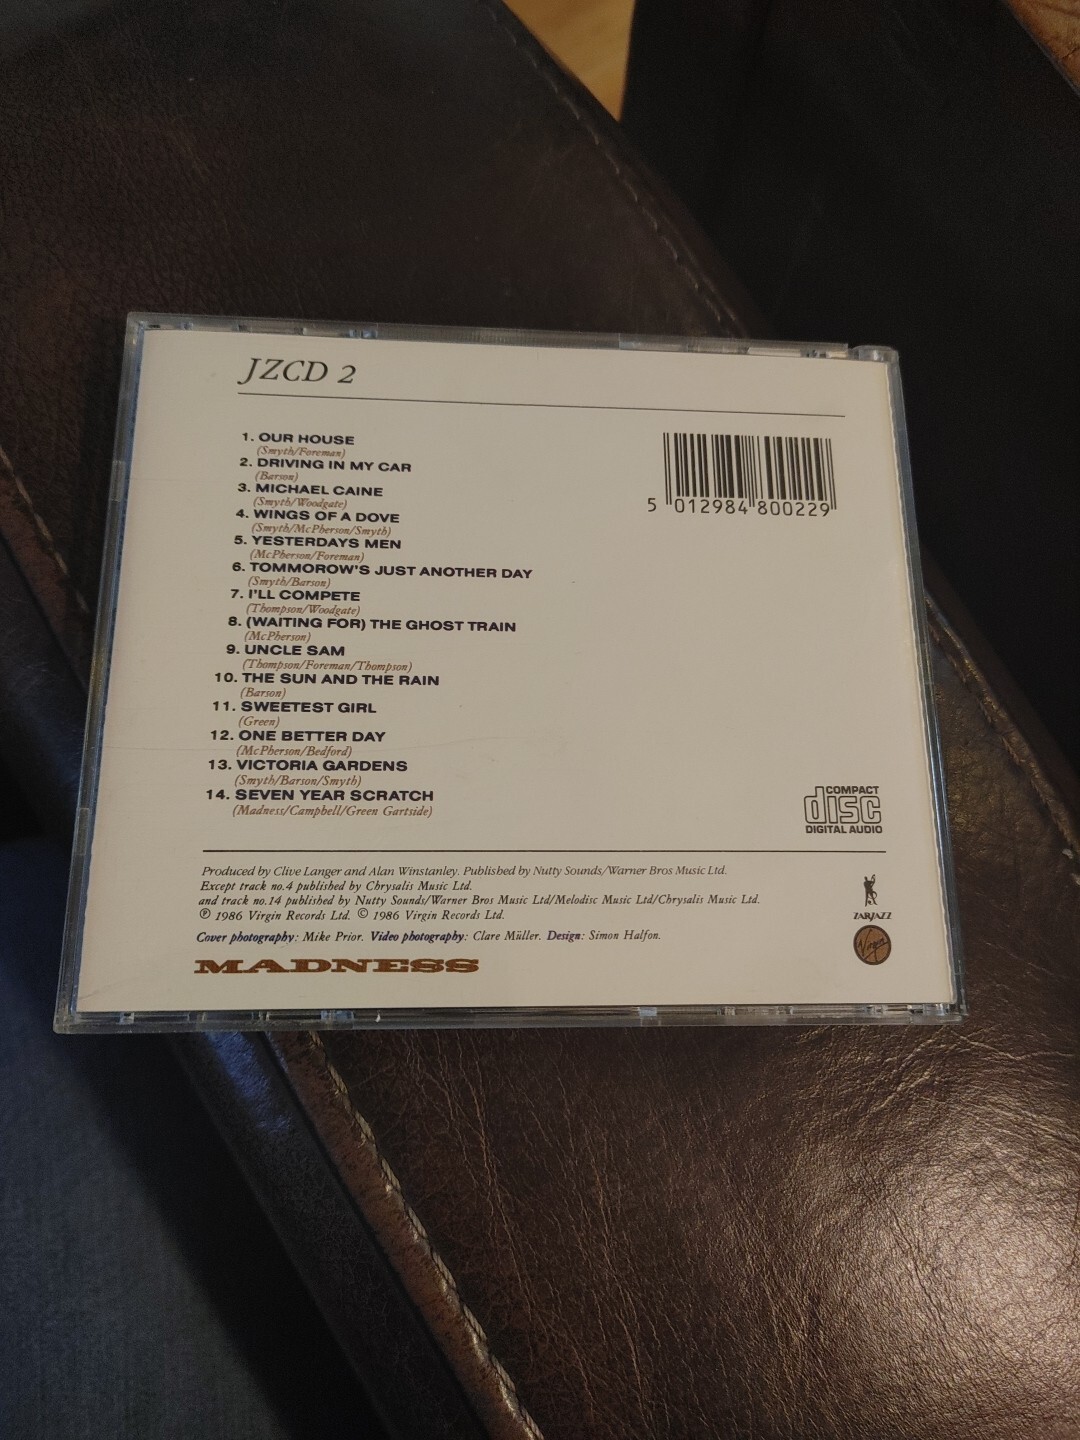 JZCD 2
1. OUR HOUSE
(Smyth/Foreman)
2. DRIVING IN MY CAR
(Barson)
3. MICHAEL CAINE
(Smyth/Woodgate)
4. WINGS OF A DOVE
(Smyth/McPherson/Smyth)
5. YESTERDAYS MEN
(McPherson/Foreman)
6. TOMMOROW'S JUST ANOTHER DAY
(Smyth/Barson)
7. I'LL COMPETE
(Thompson/Woodgate)
8. (WAITING FOR) THE GHOST TRAIN
(McPherson)
9. UNCLE SAM
(Thompson/Foreman/Thompson)
10. THE SUN AND THE RAIN
(Barson)
11. SWEETEST GIRL
(Green)
12. ONE BETTER DAY
(McPherson/Bedford)
13. VICTORIA GARDENS
(Smyth/Barson/Smyth)
14. SEVEN YEAR SCRATCH
(Madness/Campbell/Green Gartside)
5 012984 800229
COMPACT
disc
DIGITAL AUDIO
Produced by Clive Langer and Alan Winstanley. Published by Nutty Sounds/Warner Bros Music Ltd.
Except track no.4 published by Chrysalis Music Ltd.
and track no.14 published by Nutty Sounds/Warner Bros Music Ltd/Melodisc Music Ltd/Chrysalis Music Ltd.
℗ 1986 Virgin Records Ltd. © 1986 Virgin Records Ltd.
Cover photography: Mike Prior. Video photography: Clare Müller. Design: Simon Halfon.
MADNESS
ZARJAZZ
Virgin